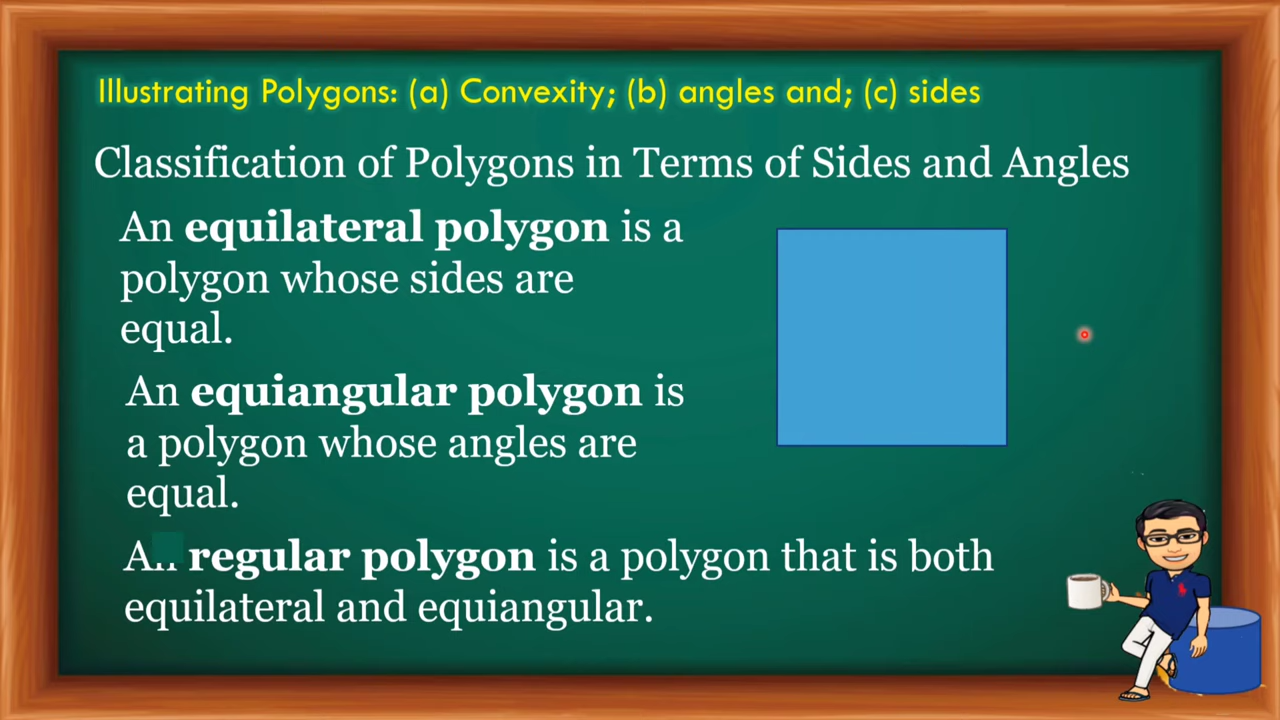 Illustrating Polygons: (a) Convexity; (b) angles and; (c) sides
Classification of Polygons in Terms of Sides and Angles
An equilateral polygon is a
polygon whose sides are
equal.
An equiangular polygon is
a polygon whose angles are
equal.
A regular polygon is a polygon that is both
equilateral and equiangular.